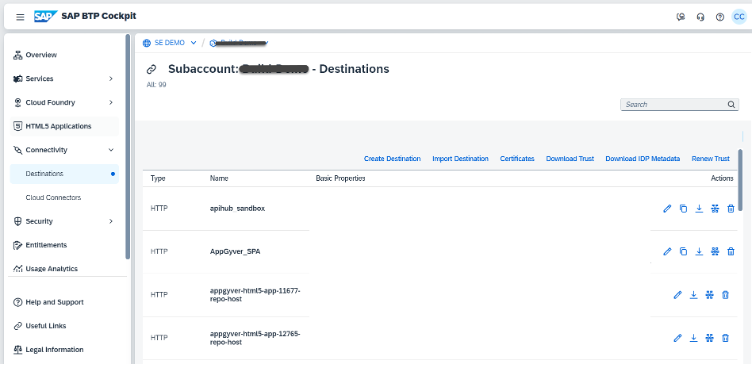 SAP
SAP BTP Cockpit
CC
SE DEMO /
Subaccount: - Destinations
All: 99
Search
Overview
Services
Cloud Foundry
HTML5 Applications
Connectivity
Destinations
Cloud Connectors
Security
Entitlements
Usage Analytics
Help and Support
Useful Links
Legal Information
Create Destination Import Destination Certificates Download Trust Download IDP Metadata Renew Trust
Type Name Basic Properties Actions
HTTP apihub_sandbox
HTTP AppGyver_SPA
HTTP appgyver-html5-app-11677-
repo-host
HTTP appgyver-html5-app-12765-
repo-host